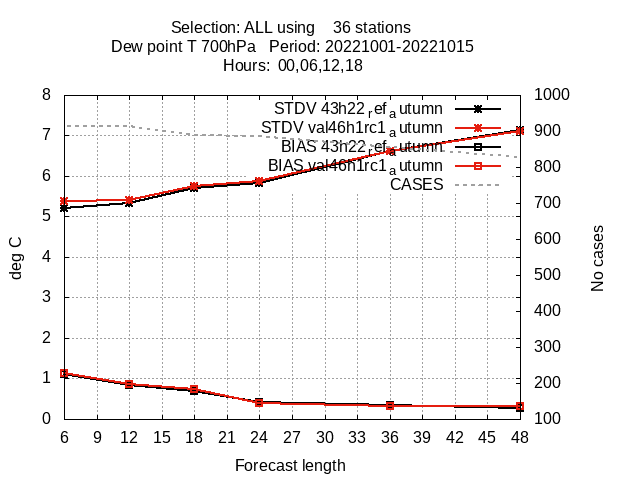 Selection: ALL using    36 stations
Dew point T 700hPa   Period: 20221001-20221015
Hours:  00,06,12,18
STDV 43h22_ref_autumn
STDV val46h1rc1_autumn
BIAS 43h22_ref_autumn
BIAS val46h1rc1_autumn
CASES
deg C
No cases
8
7
6
5
4
3
2
1
0
1000
900
800
700
600
500
400
300
200
100
6 9 12 15 18 21 24 27 30 33 36 39 42 45 48
Forecast length